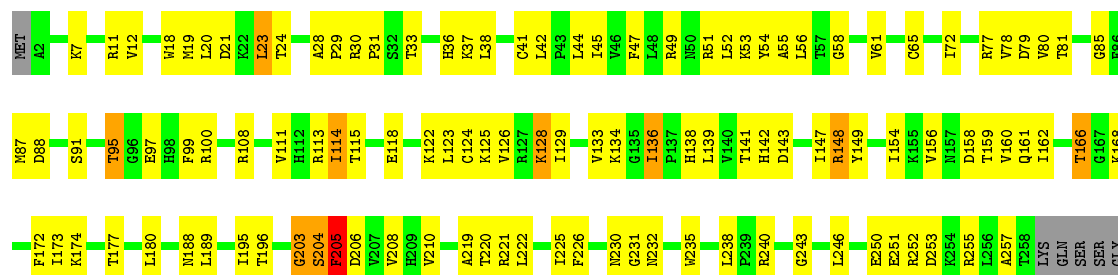 MET A2 K7 R11 V12 W18 M19 L20 D21 K22 L23 T24 A28 P29 R30 P31 S32 T33 H36 K37 L38 C41 L42 P43 L44 I45 V46 F47 L48 R49 N50 R51 L52 K53 Y54 A55 L56 T57 G58 V61 C65 I72 R77 V78 D79 V80 T81 G85
M87 D88 S91 T95 G96 E97 H98 F99 R100 R108 V111 H112 R113 I114 T115 E118 K122 L123 C124 K125 V126 R127 K128 I129 V133 K134 G135 I136 P137 H138 L139 V140 T141 H142 D143 I147 R148 Y149 I154 K155 V156 N157 D158 T159 V160 Q161 I162 T166 G167 K168
F172 I173 K174 T177 L180 N188 L189 I195 T196 G203 S204 F205 D206 V207 V208 H209 V210 A219 T220 R221 L222 I225 F226 N230 G231 N232 W235 L238 P239 R240 G243 L246 E250 E251 R252 D253 K254 R255 L256 A257 T258 LYS GLN SER SER